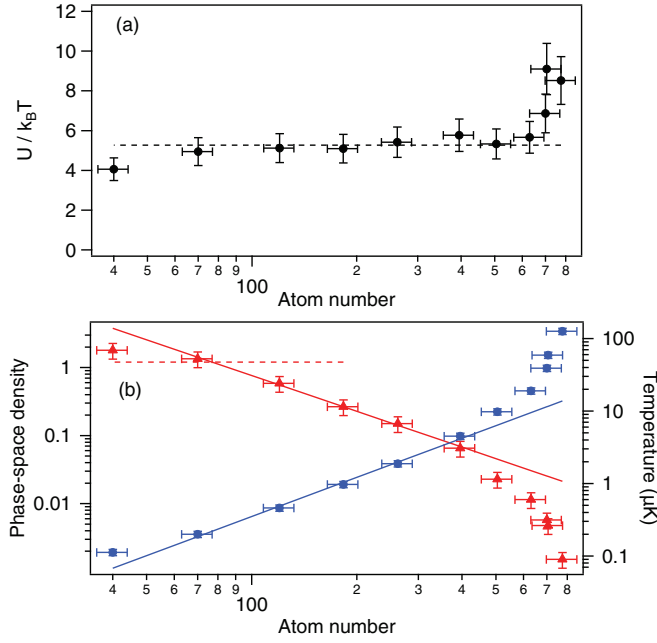 (a)
U / kBT
12
10
8
6
4
2
0
4 5 6 7 8 9 100 2 3 4 5 6 7 8
Atom number
(b)
Phase-space density
1
0.1
0.01
Temperature (μK)
100
10
1
0.1
4 5 6 7 8 9 100 2 3 4 5 6 7 8
Atom number